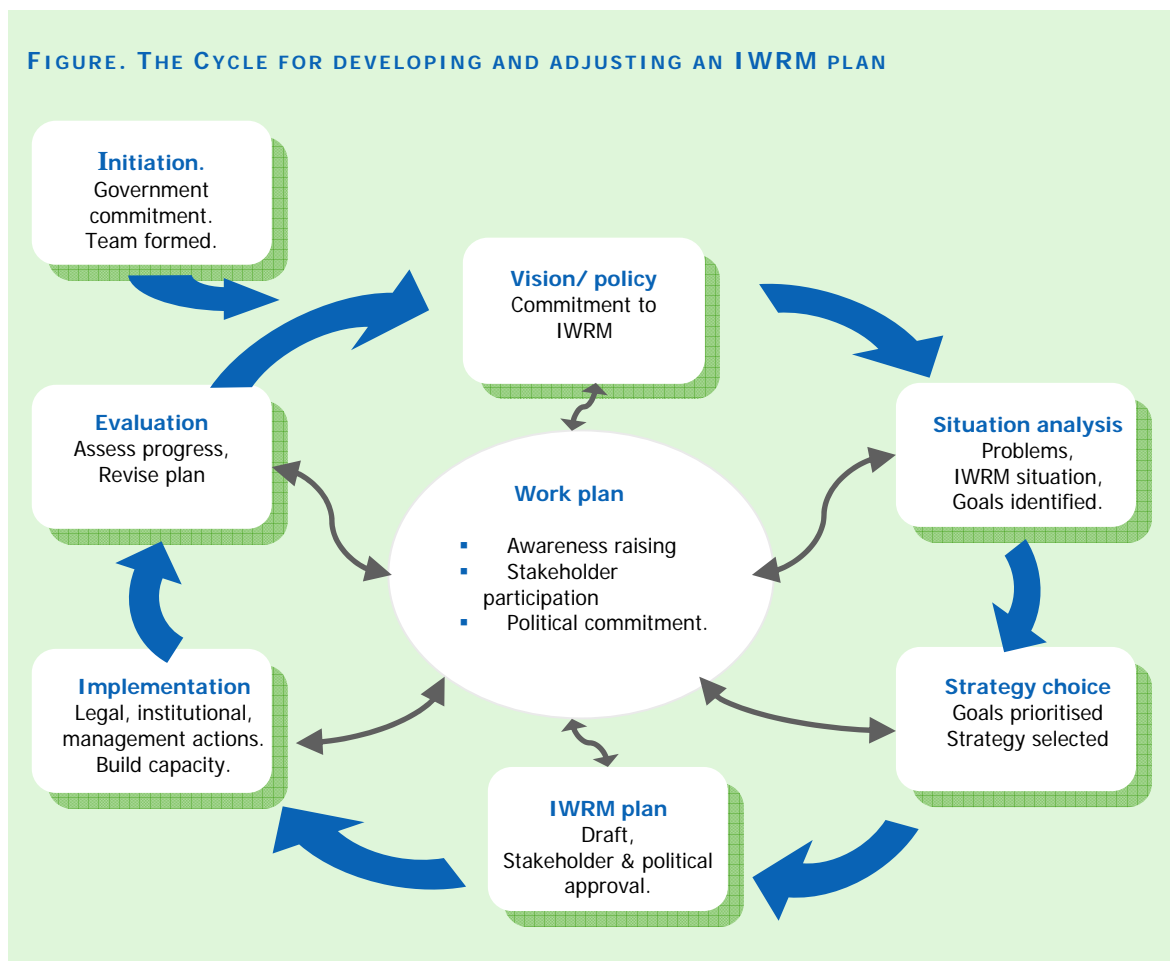 FIGURE. THE CYCLE FOR DEVELOPING AND ADJUSTING AN IWRM PLAN
Initiation.
Government
commitment.
Team formed.
Vision/ policy
Commitment to
IWRM
Situation analysis
Problems,
IWRM situation,
Goals identified.
Strategy choice
Goals prioritised
Strategy selected
IWRM plan
Draft,
Stakeholder & political
approval.
Implementation
Legal, institutional,
management actions.
Build capacity.
Evaluation
Assess progress,
Revise plan
Work plan
▪ Awareness raising
▪ Stakeholder
participation
▪ Political commitment.